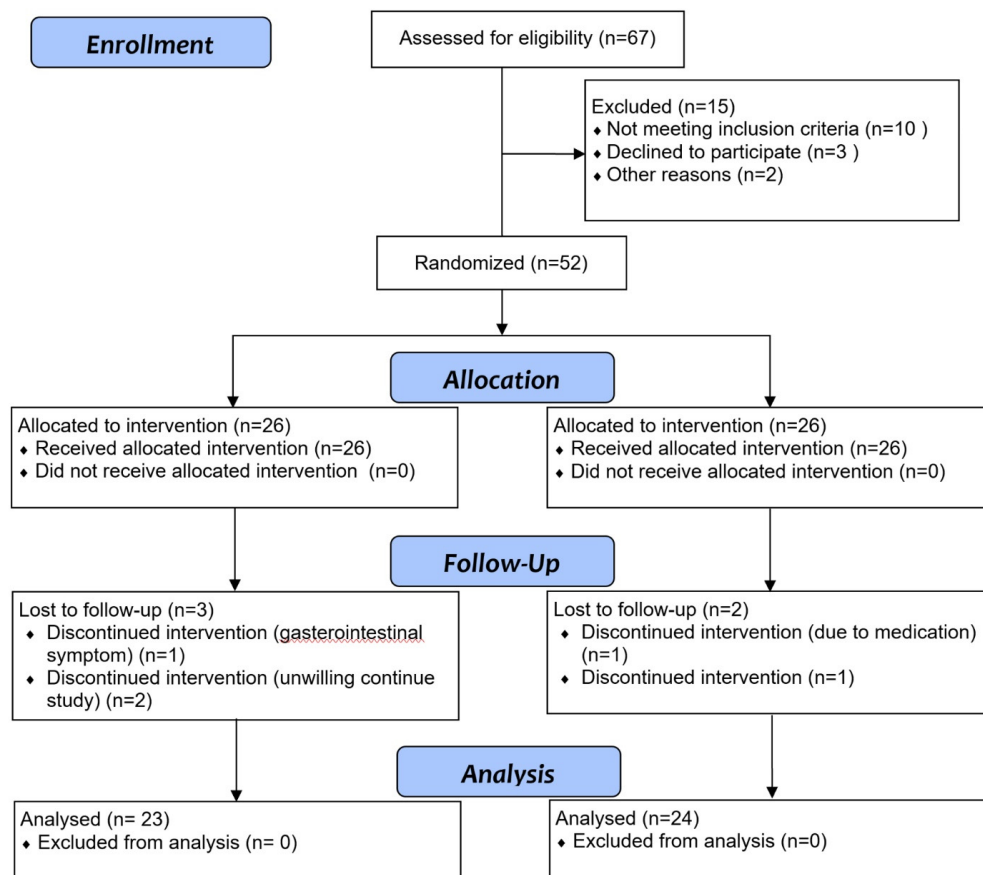 Enrollment
Assessed for eligibility (n=67)
Excluded (n=15)
♦ Not meeting inclusion criteria (n=10 )
♦ Declined to participate (n=3 )
♦ Other reasons (n=2)
Randomized (n=52)
Allocation
Allocated to intervention (n=26)
♦ Received allocated intervention (n=26)
♦ Did not receive allocated intervention (n=0)
Allocated to intervention (n=26)
♦ Received allocated intervention (n=26)
♦ Did not receive allocated intervention (n=0)
Follow-Up
Lost to follow-up (n=3)
♦ Discontinued intervention (gasterointestinal
symptom) (n=1)
♦ Discontinued intervention (unwilling continue
study) (n=2)
Lost to follow-up (n=2)
♦ Discontinued intervention (due to medication)
(n=1)
♦ Discontinued intervention (n=1)
Analysis
Analysed (n= 23)
♦ Excluded from analysis (n= 0)
Analysed (n=24)
♦ Excluded from analysis (n=0)